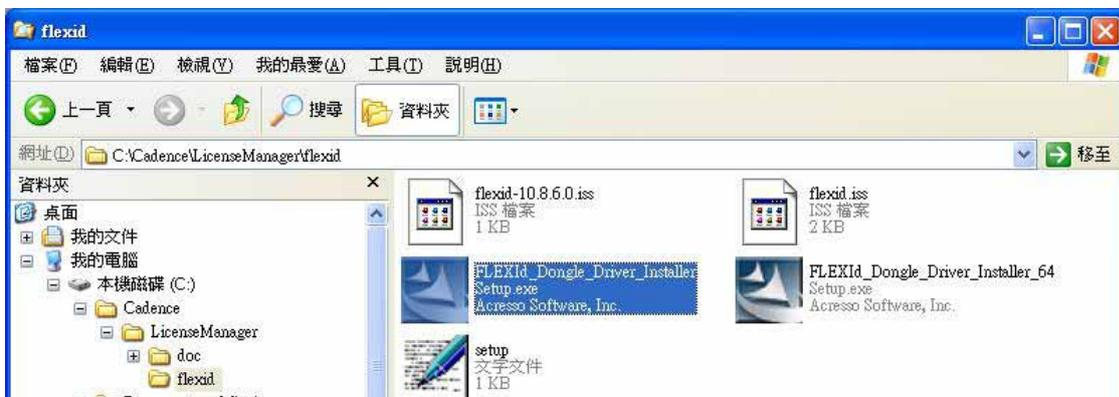 flexid
檔案(F) 編輯(E) 檢視(V) 我的最愛(A) 工具(T) 說明(H)
上一頁 搜尋 資料夾
網址(D) C:\Cadence\LicenseManager\flexid 移至
資料夾
桌面
我的文件
我的電腦
本機磁碟 (C:)
Cadence
LicenseManager
doc
flexid
flexid-10.8.6.0.iss
ISS 檔案
1 KB
flexid.iss
ISS 檔案
2 KB
FLEXId_Dongle_Driver_Installer
Setup.exe
Acresso Software, Inc.
FLEXId_Dongle_Driver_Installer_64
Setup.exe
Acresso Software, Inc.
setup
文字文件
1 KB